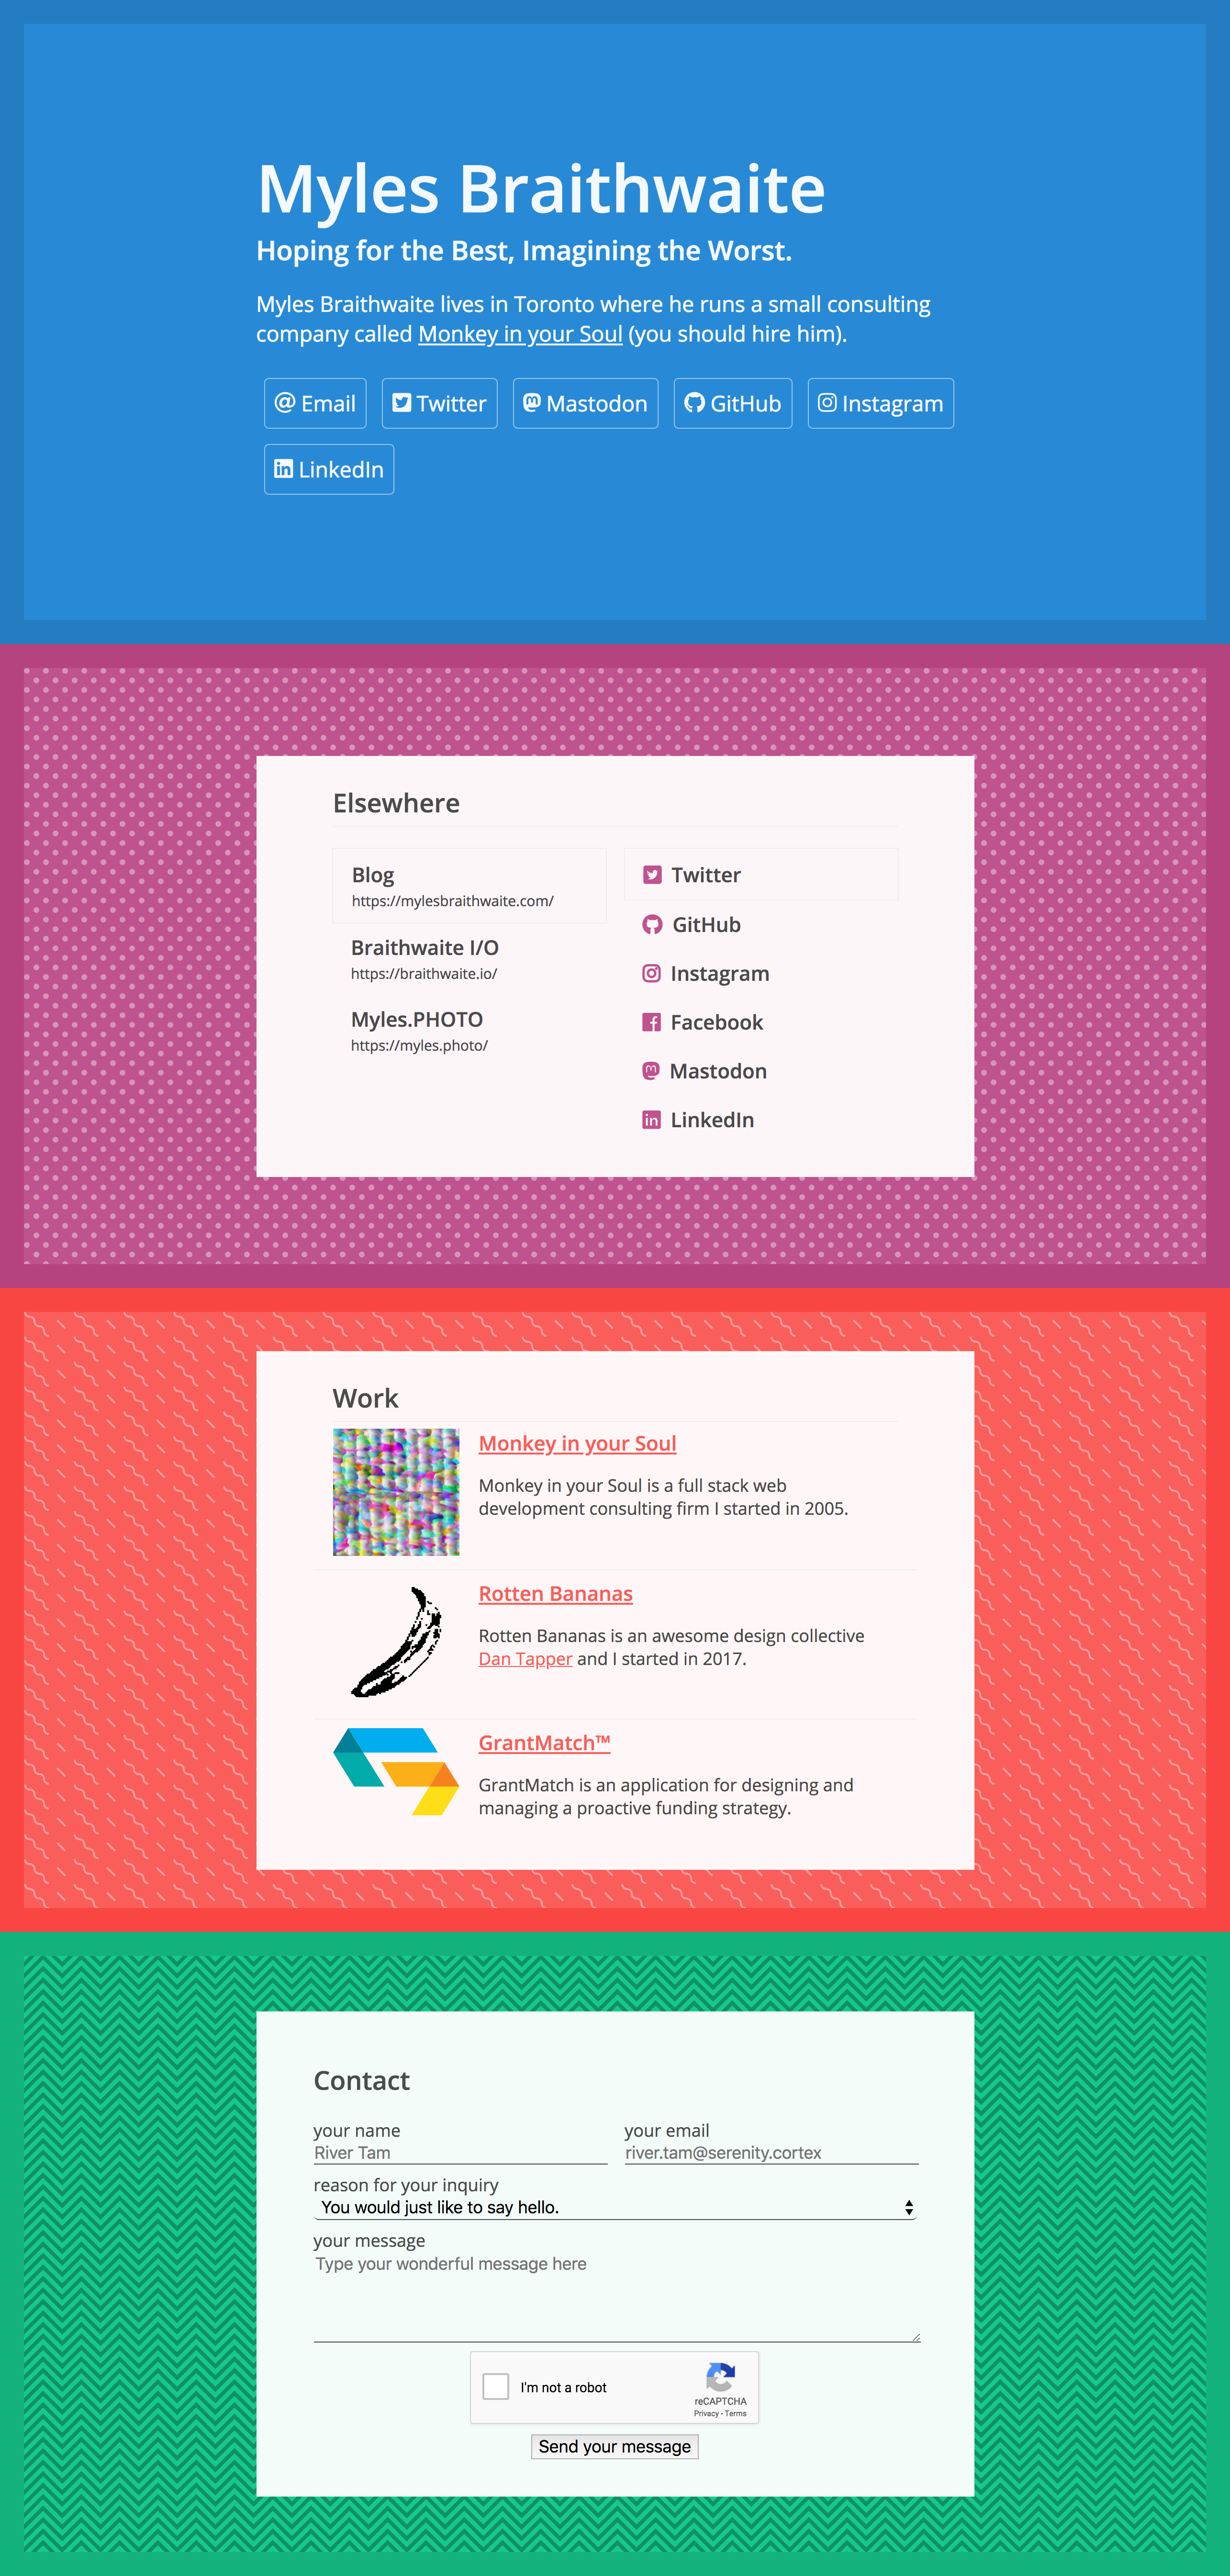 Myles Braithwaite
Hoping for the Best, Imagining the Worst.
Myles Braithwaite lives in Toronto where he runs a small consulting
company called Monkey in your Soul (you should hire him).
Email Twitter Mastodon GitHub Instagram
LinkedIn
Elsewhere
Blog
https://mylesbraithwaite.com/
Braithwaite I/O
https://braithwaite.io/
Myles.PHOTO
https://myles.photo/
Twitter
GitHub
Instagram
Facebook
Mastodon
LinkedIn
Work
Monkey in your Soul
Monkey in your Soul is a full stack web
development consulting firm I started in 2005.
Rotten Bananas
Rotten Bananas is an awesome design collective
Dan Tapper and I started in 2017.
GrantMatch™
GrantMatch is an application for designing and
managing a proactive funding strategy.
Contact
your name
River Tam
your email
river.tam@serenity.cortex
reason for your inquiry
You would just like to say hello.
your message
Type your wonderful message here
I'm not a robot
reCAPTCHA
Privacy - Terms
Send your message